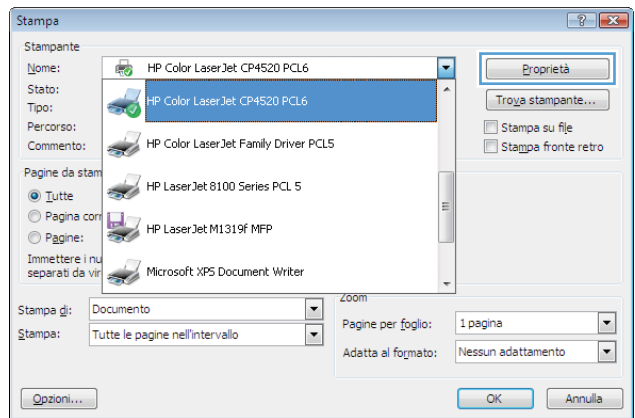 Stampa
Stampante
Nome: HP Color LaserJet CP4520 PCL6 Proprietà
Stato:
HP Color LaserJet CP4520 PCL6 Trova stampante...
Tipo:
Percorso: Stampa su file
Commento: HP Color LaserJet Family Driver PCL5 Stampa fronte retro
Pagine da stam
HP LaserJet 8100 Series PCL 5
Tutte
Pagina corr
HP LaserJet M1319f MFP
Pagine:
Immettere i nu
separati da vir
Microsoft XPS Document Writer
Zoom
Stampa di: Documento
Pagine per foglio: 1 pagina
Stampa: Tutte le pagine nell'intervallo
Adatta al formato: Nessun adattamento
Opzioni... OK Annulla